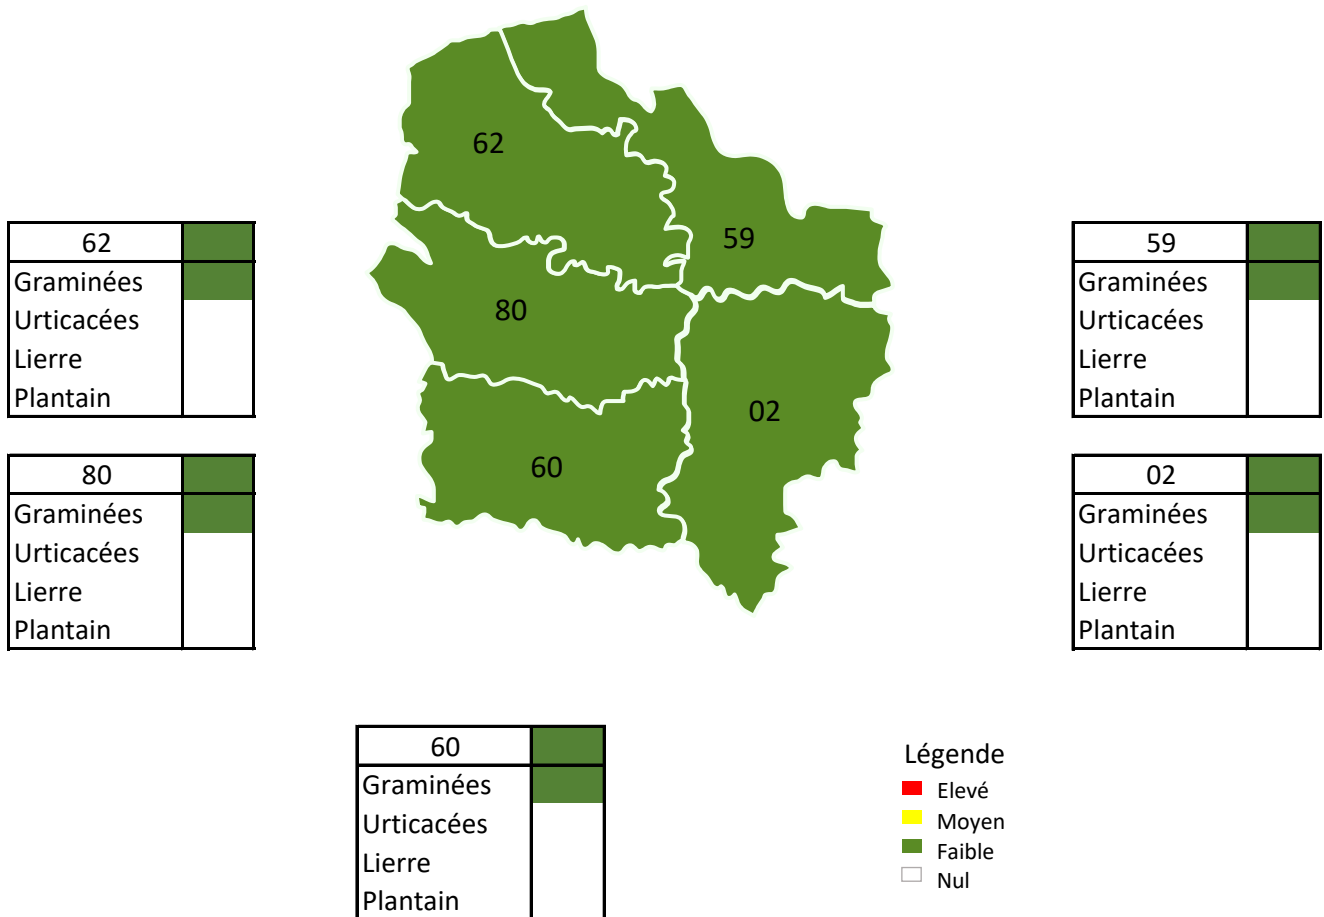 62
59
80
02
60
62
Graminées
Urticacées
Lierre
Plantain
59
Graminées
Urticacées
Lierre
Plantain
80
Graminées
Urticacées
Lierre
Plantain
02
Graminées
Urticacées
Lierre
Plantain
60
Graminées
Urticacées
Lierre
Plantain
Légende
Elevé
Moyen
Faible
Nul